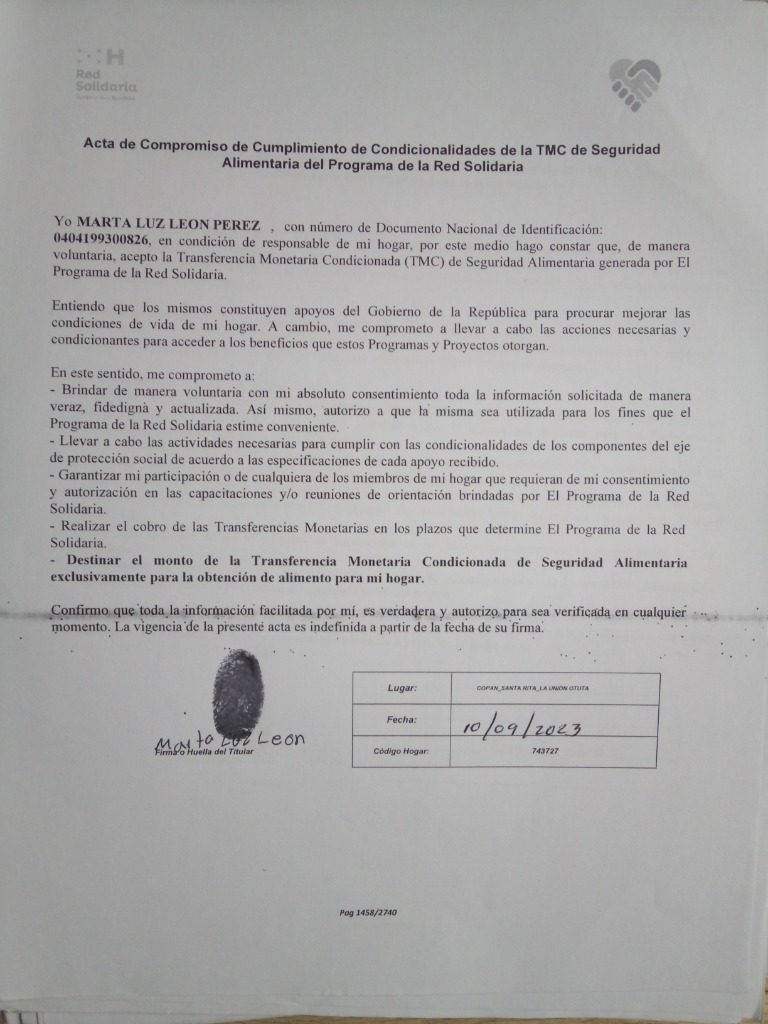 H
Red
Solidaria
Acta de Compromiso de Cumplimiento de Condicionalidades de la TMC de Seguridad
Alimentaria del Programa de la Red Solidaria
Yo MARTA LUZ LEON PEREZ , con número de Documento Nacional de Identificación:
0404199300826, en condición de responsable de mi hogar, por este medio hago constar que, de manera
voluntaria, acepto la Transferencia Monetaria Condicionada (TMC) de Seguridad Alimentaria generada por El
Programa de la Red Solidaria.
Entiendo que los mismos constituyen apoyos del Gobierno de la República para procurar mejorar las
condiciones de vida de mi hogar. A cambio, me comprometo a llevar a cabo las acciones necesarias y
condicionantes para acceder a los beneficios que estos Programas y Proyectos otorgan.
En este sentido, me comprometo a:
- Brindar de manera voluntaria con mi absoluto consentimiento toda la información solicitada de manera
veraz, fidedigna y actualizada. Así mismo, autorizo a que la misma sea utilizada para los fines que el
Programa de la Red Solidaria estime conveniente.
- Llevar a cabo las actividades necesarias para cumplir con las condicionalidades de los componentes del eje
de protección social de acuerdo a las especificaciones de cada apoyo recibido.
- Garantizar mi participación o de cualquiera de los miembros de mi hogar que requieran de mi consentimiento
y autorización en las capacitaciones y/o reuniones de orientación brindadas por El Programa de la Red
Solidaria.
- Realizar el cobro de las Transferencias Monetarias en los plazos que determine El Programa de la Red
Solidaria.
- Destinar el monto de la Transferencia Monetaria Condicionada de Seguridad Alimentaria
exclusivamente para la obtención de alimento para mi hogar.
Confirmo que toda la información facilitada por mí, es verdadera y autorizo para sea verificada en cualquier
momento. La vigencia de la presente acta es indefinida a partir de la fecha de su firma.
Marta Luz Leon
Firma o Huella del Titular
Lugar: COPAN_SANTA RITA_LA UNION OTUTA
Fecha: 10/09/2023
Código Hogar: 743727
Pag 1458/2740